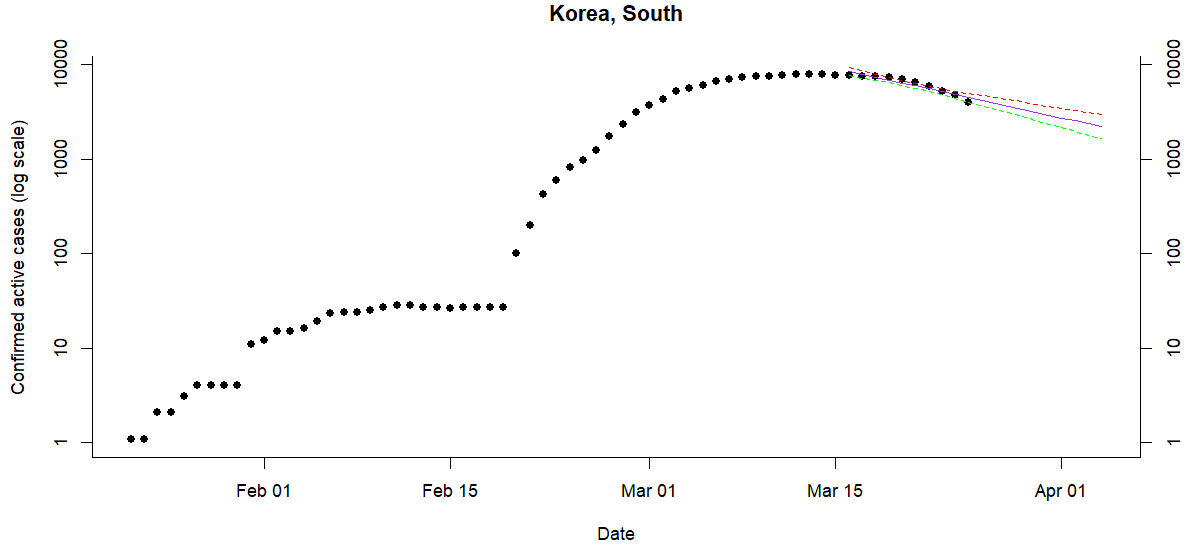 Korea, South
10000
1000
100
10
1
Confirmed active cases (log scale)
10000
1000
100
10
1
Feb 01
Feb 15
Mar 01
Mar 15
Apr 01
Date